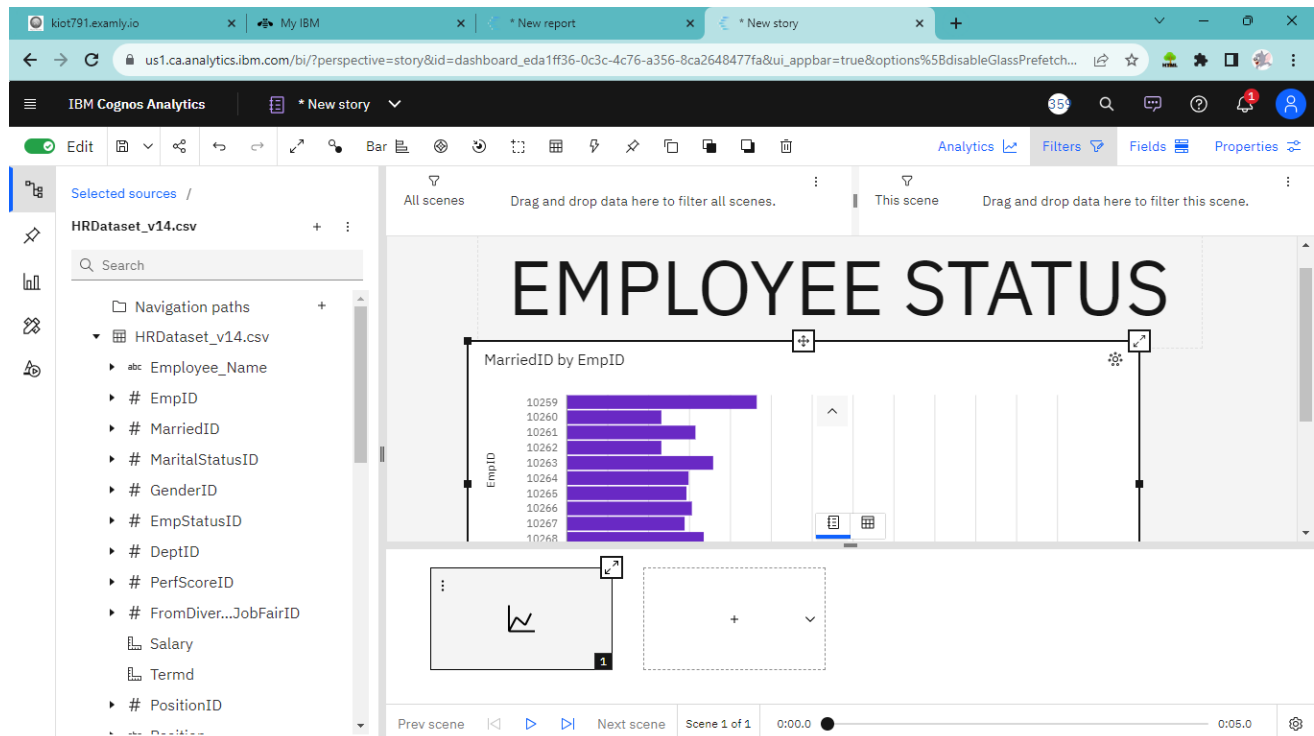 kiot791.examly.io
My IBM
* New report
* New story
us1.ca.analytics.ibm.com/bi/?perspective=story&id=dashboard_eda1ff36-0c3c-4c76-a356-8ca2648477fa&ui_appbar=true&options%5BdisableGlassPrefetch...
IBM Cognos Analytics
* New story
359
1
Edit
Bar
Analytics
Filters
Fields
Properties
Selected sources /
HRDataset_v14.csv
Search
Navigation paths
HRDataset_v14.csv
abc Employee_Name
# EmpID
# MarriedID
# MaritalStatusID
# GenderID
# EmpStatusID
# DeptID
# PerfScoreID
# FromDiver...JobFairID
Salary
Termd
# PositionID
All scenes
Drag and drop data here to filter all scenes.
This scene
Drag and drop data here to filter this scene.
EMPLOYEE STATUS
MarriedID by EmpID
EmpID
10259
10260
10261
10262
10263
10264
10265
10266
10267
10268
1
Prev scene
Next scene
Scene 1 of 1
0:00.0
0:05.0